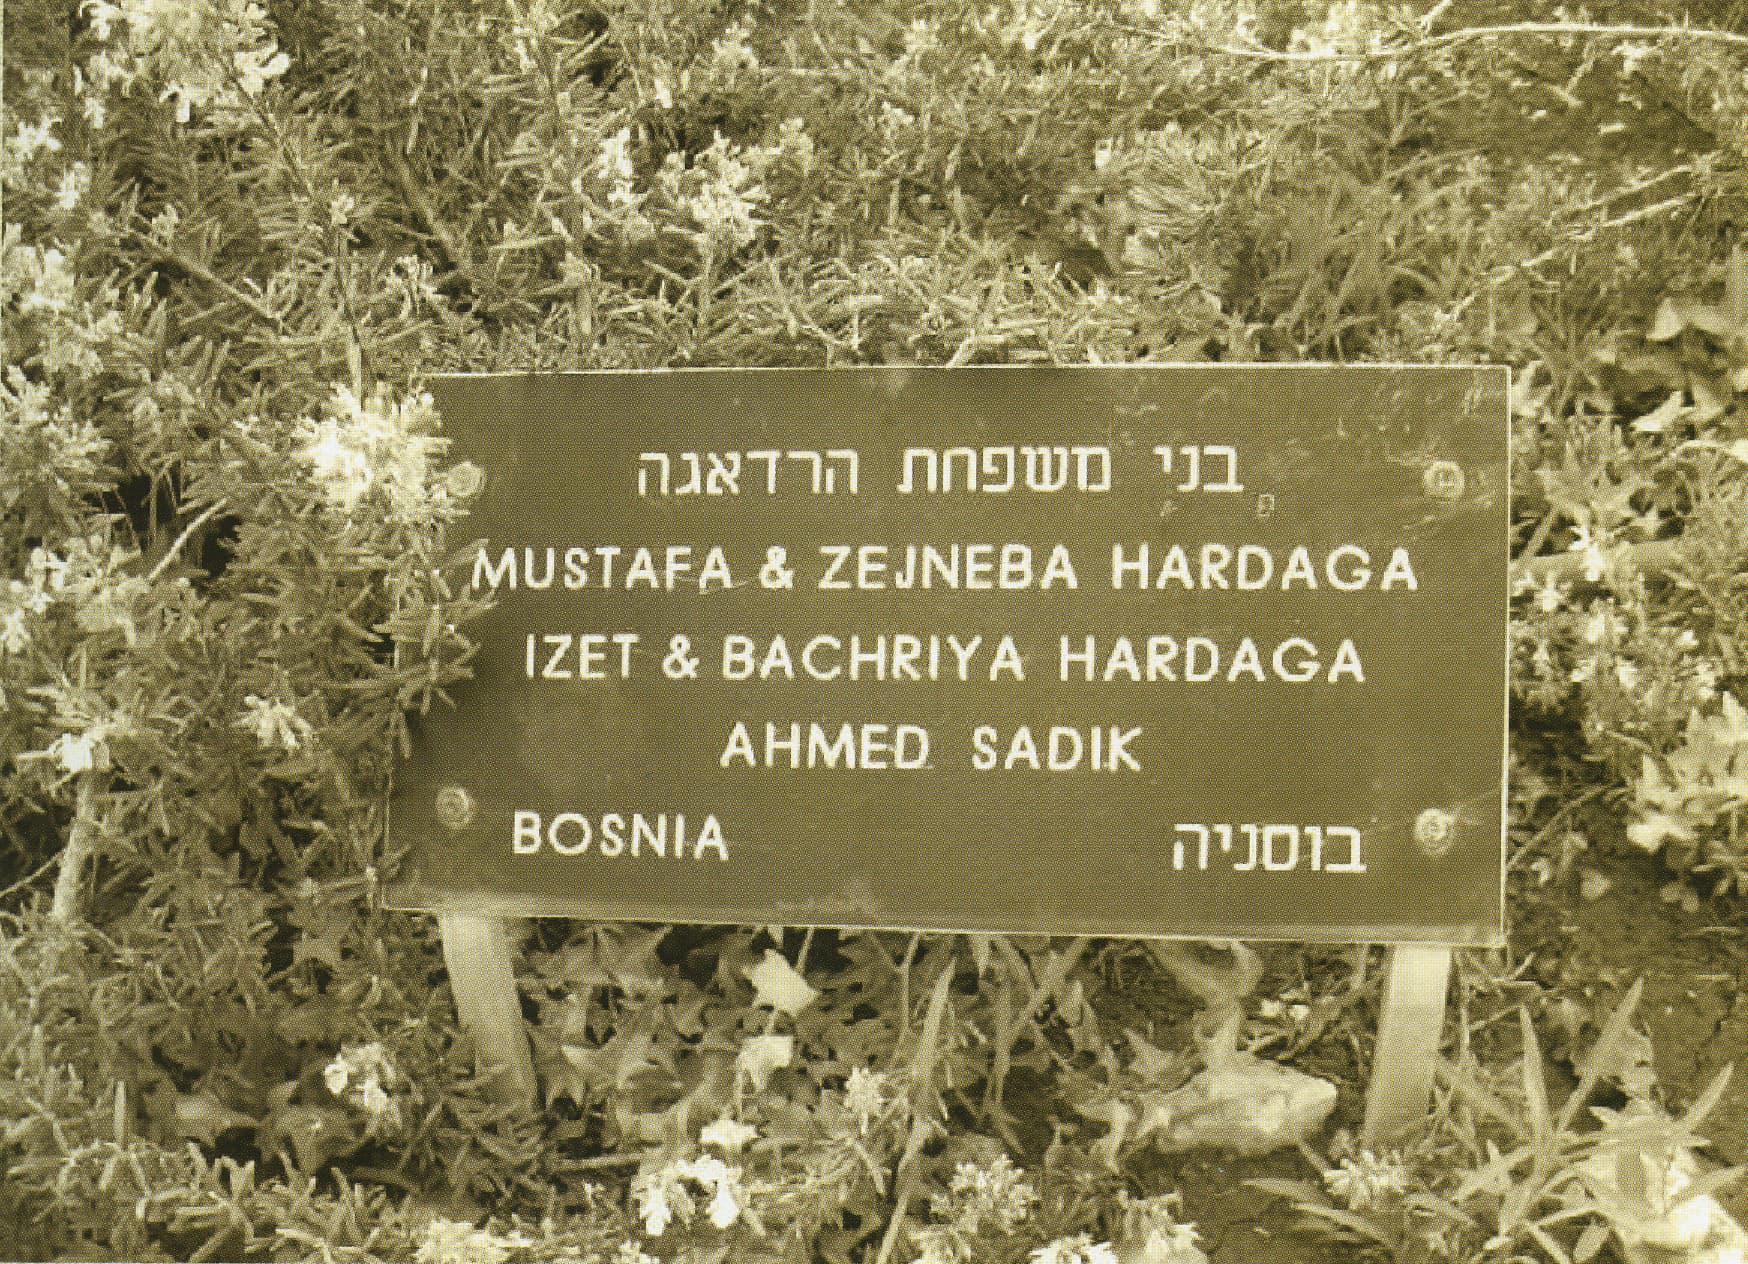 בני משפחת הרדאגה
MUSTAFA & ZEJNEBA HARDAGA
IZET & BACHRIYA HARDAGA
AHMED SADIK
BOSNIA בוסניה